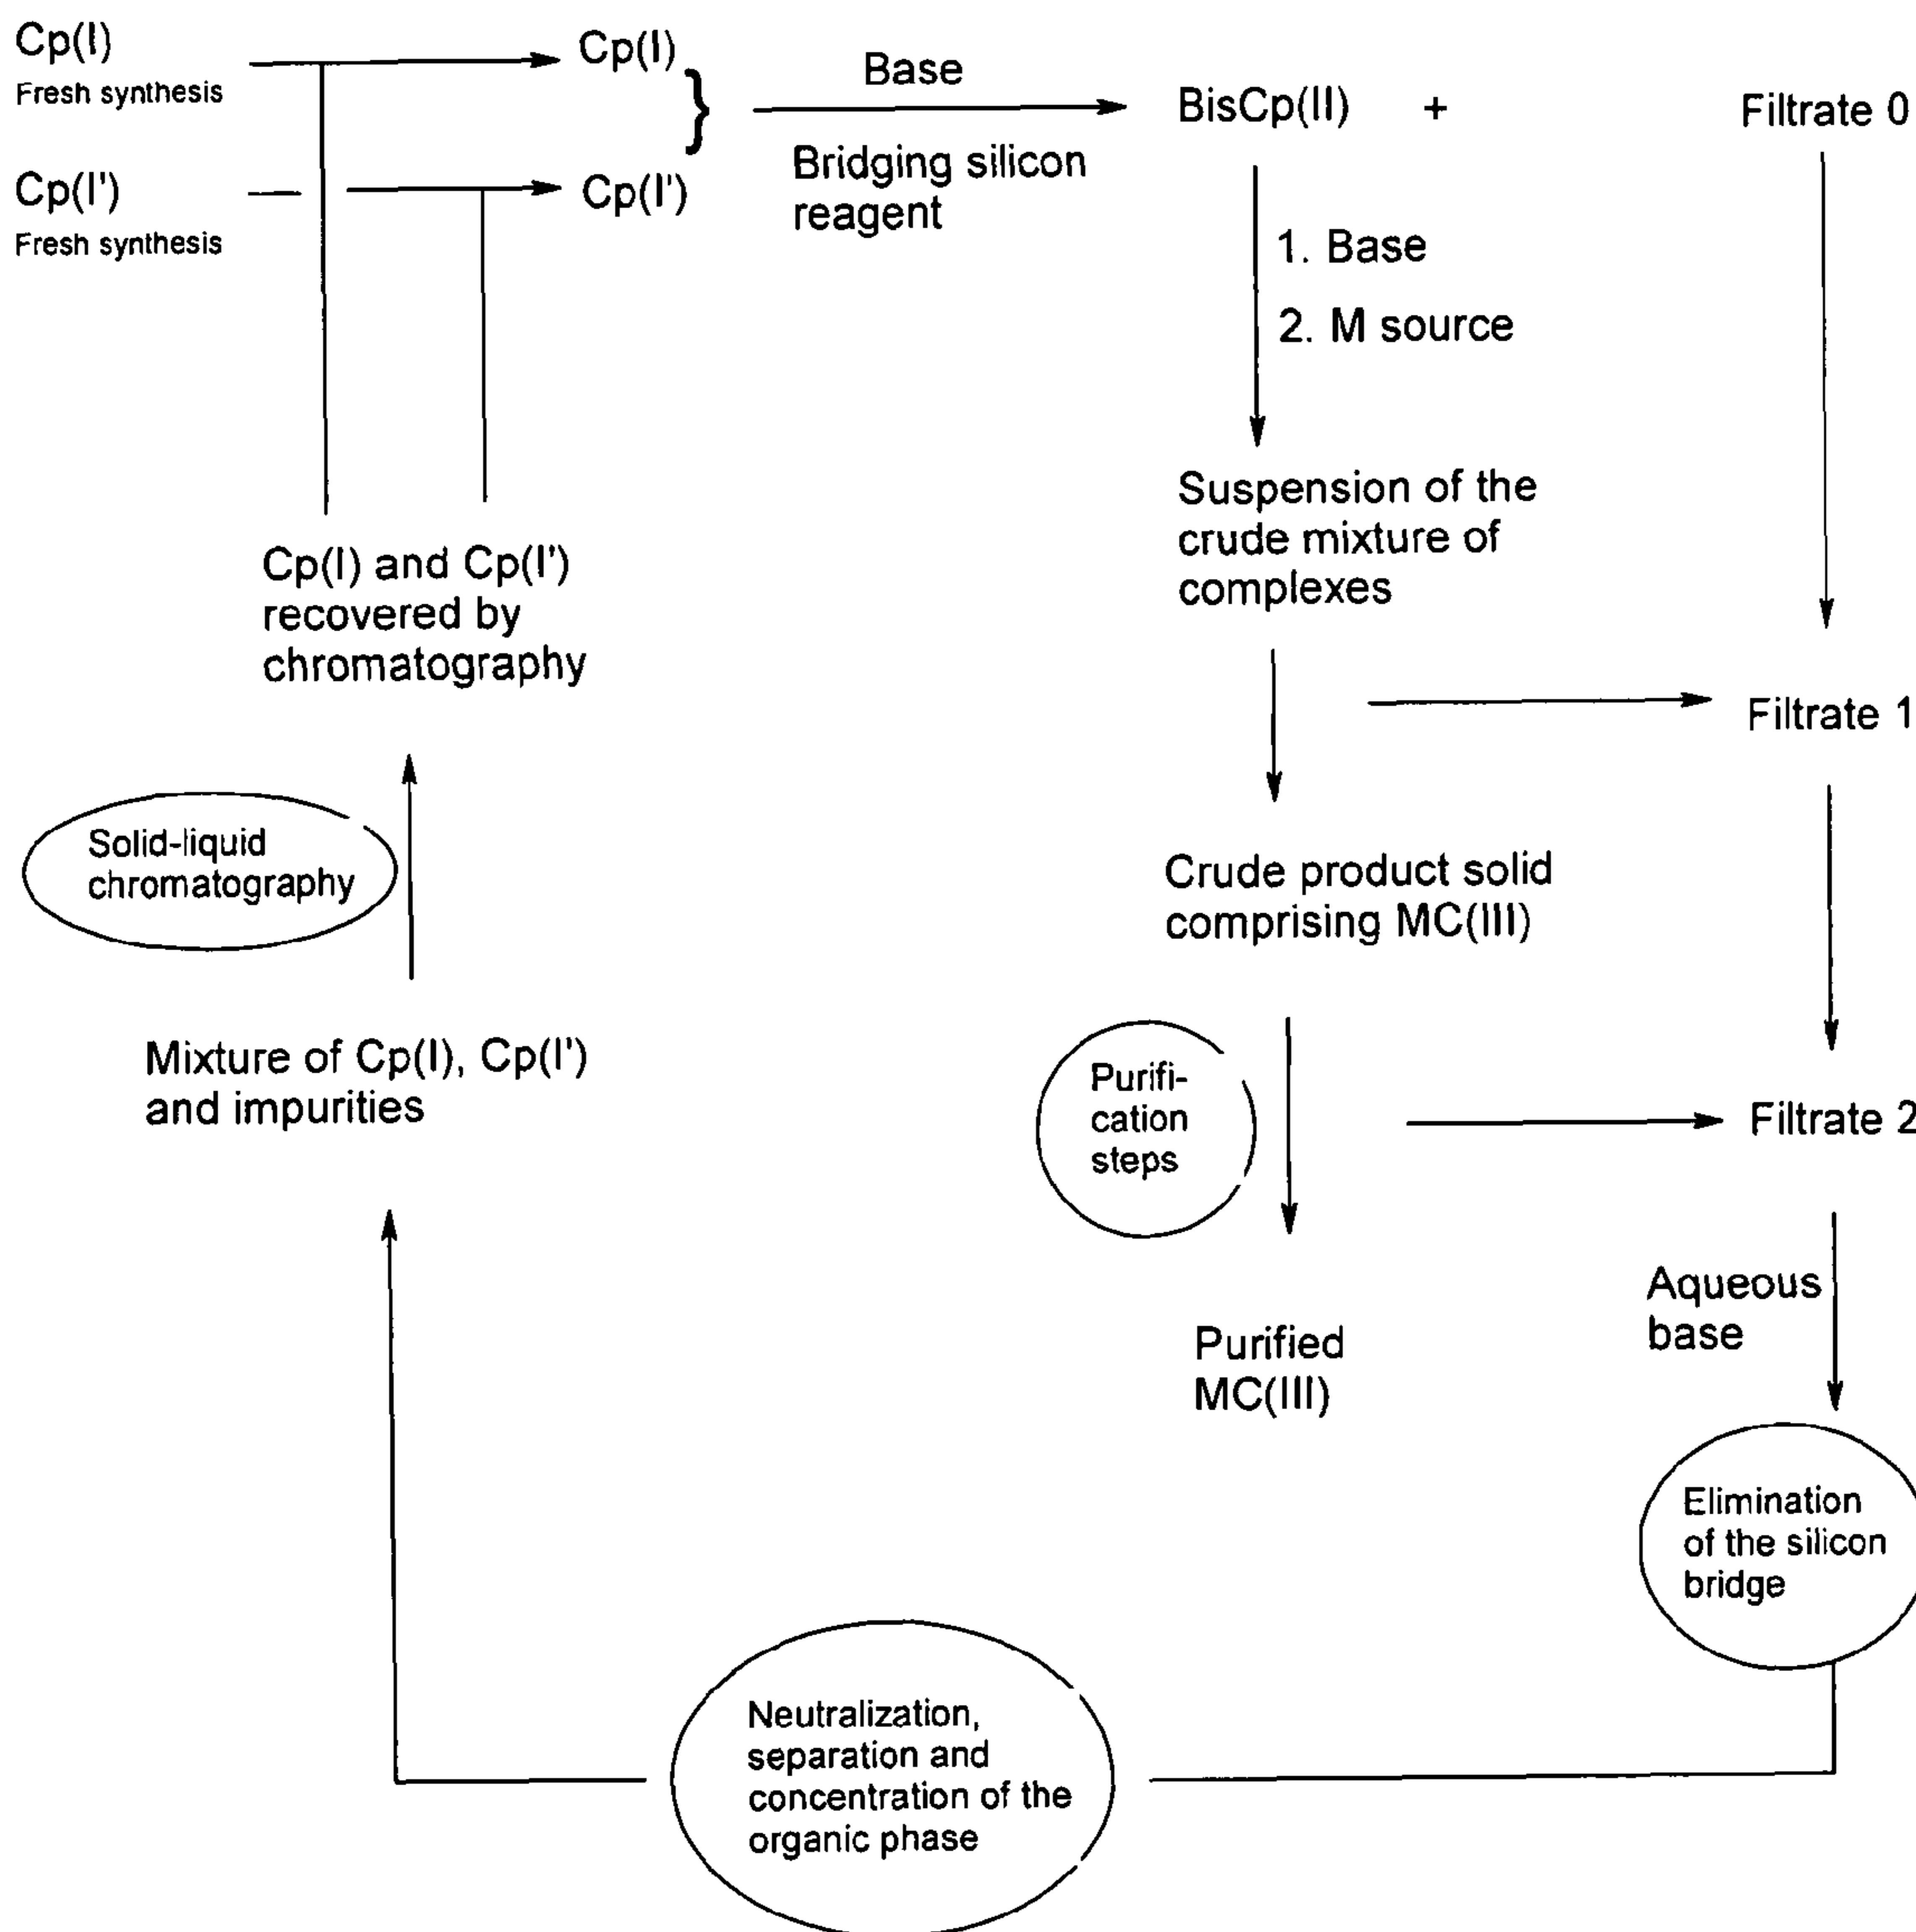 Cp(I)
Fresh synthesis
Cp(I)
}
Base
BisCp(II) +
Filtrate 0
Cp(I')
Fresh synthesis
Cp(I')
Bridging silicon
reagent
1. Base
2. M source
Suspension of the
crude mixture of
complexes
Cp(I) and Cp(I')
recovered by
chromatography
Filtrate 1
Solid-liquid
chromatography
Crude product solid
comprising MC(III)
Mixture of Cp(I), Cp(I')
and impurities
Purifi-
cation
steps
Filtrate 2
Aqueous
base
Purified
MC(III)
Elimination
of the silicon
bridge
Neutralization,
separation and
concentration of the
organic phase